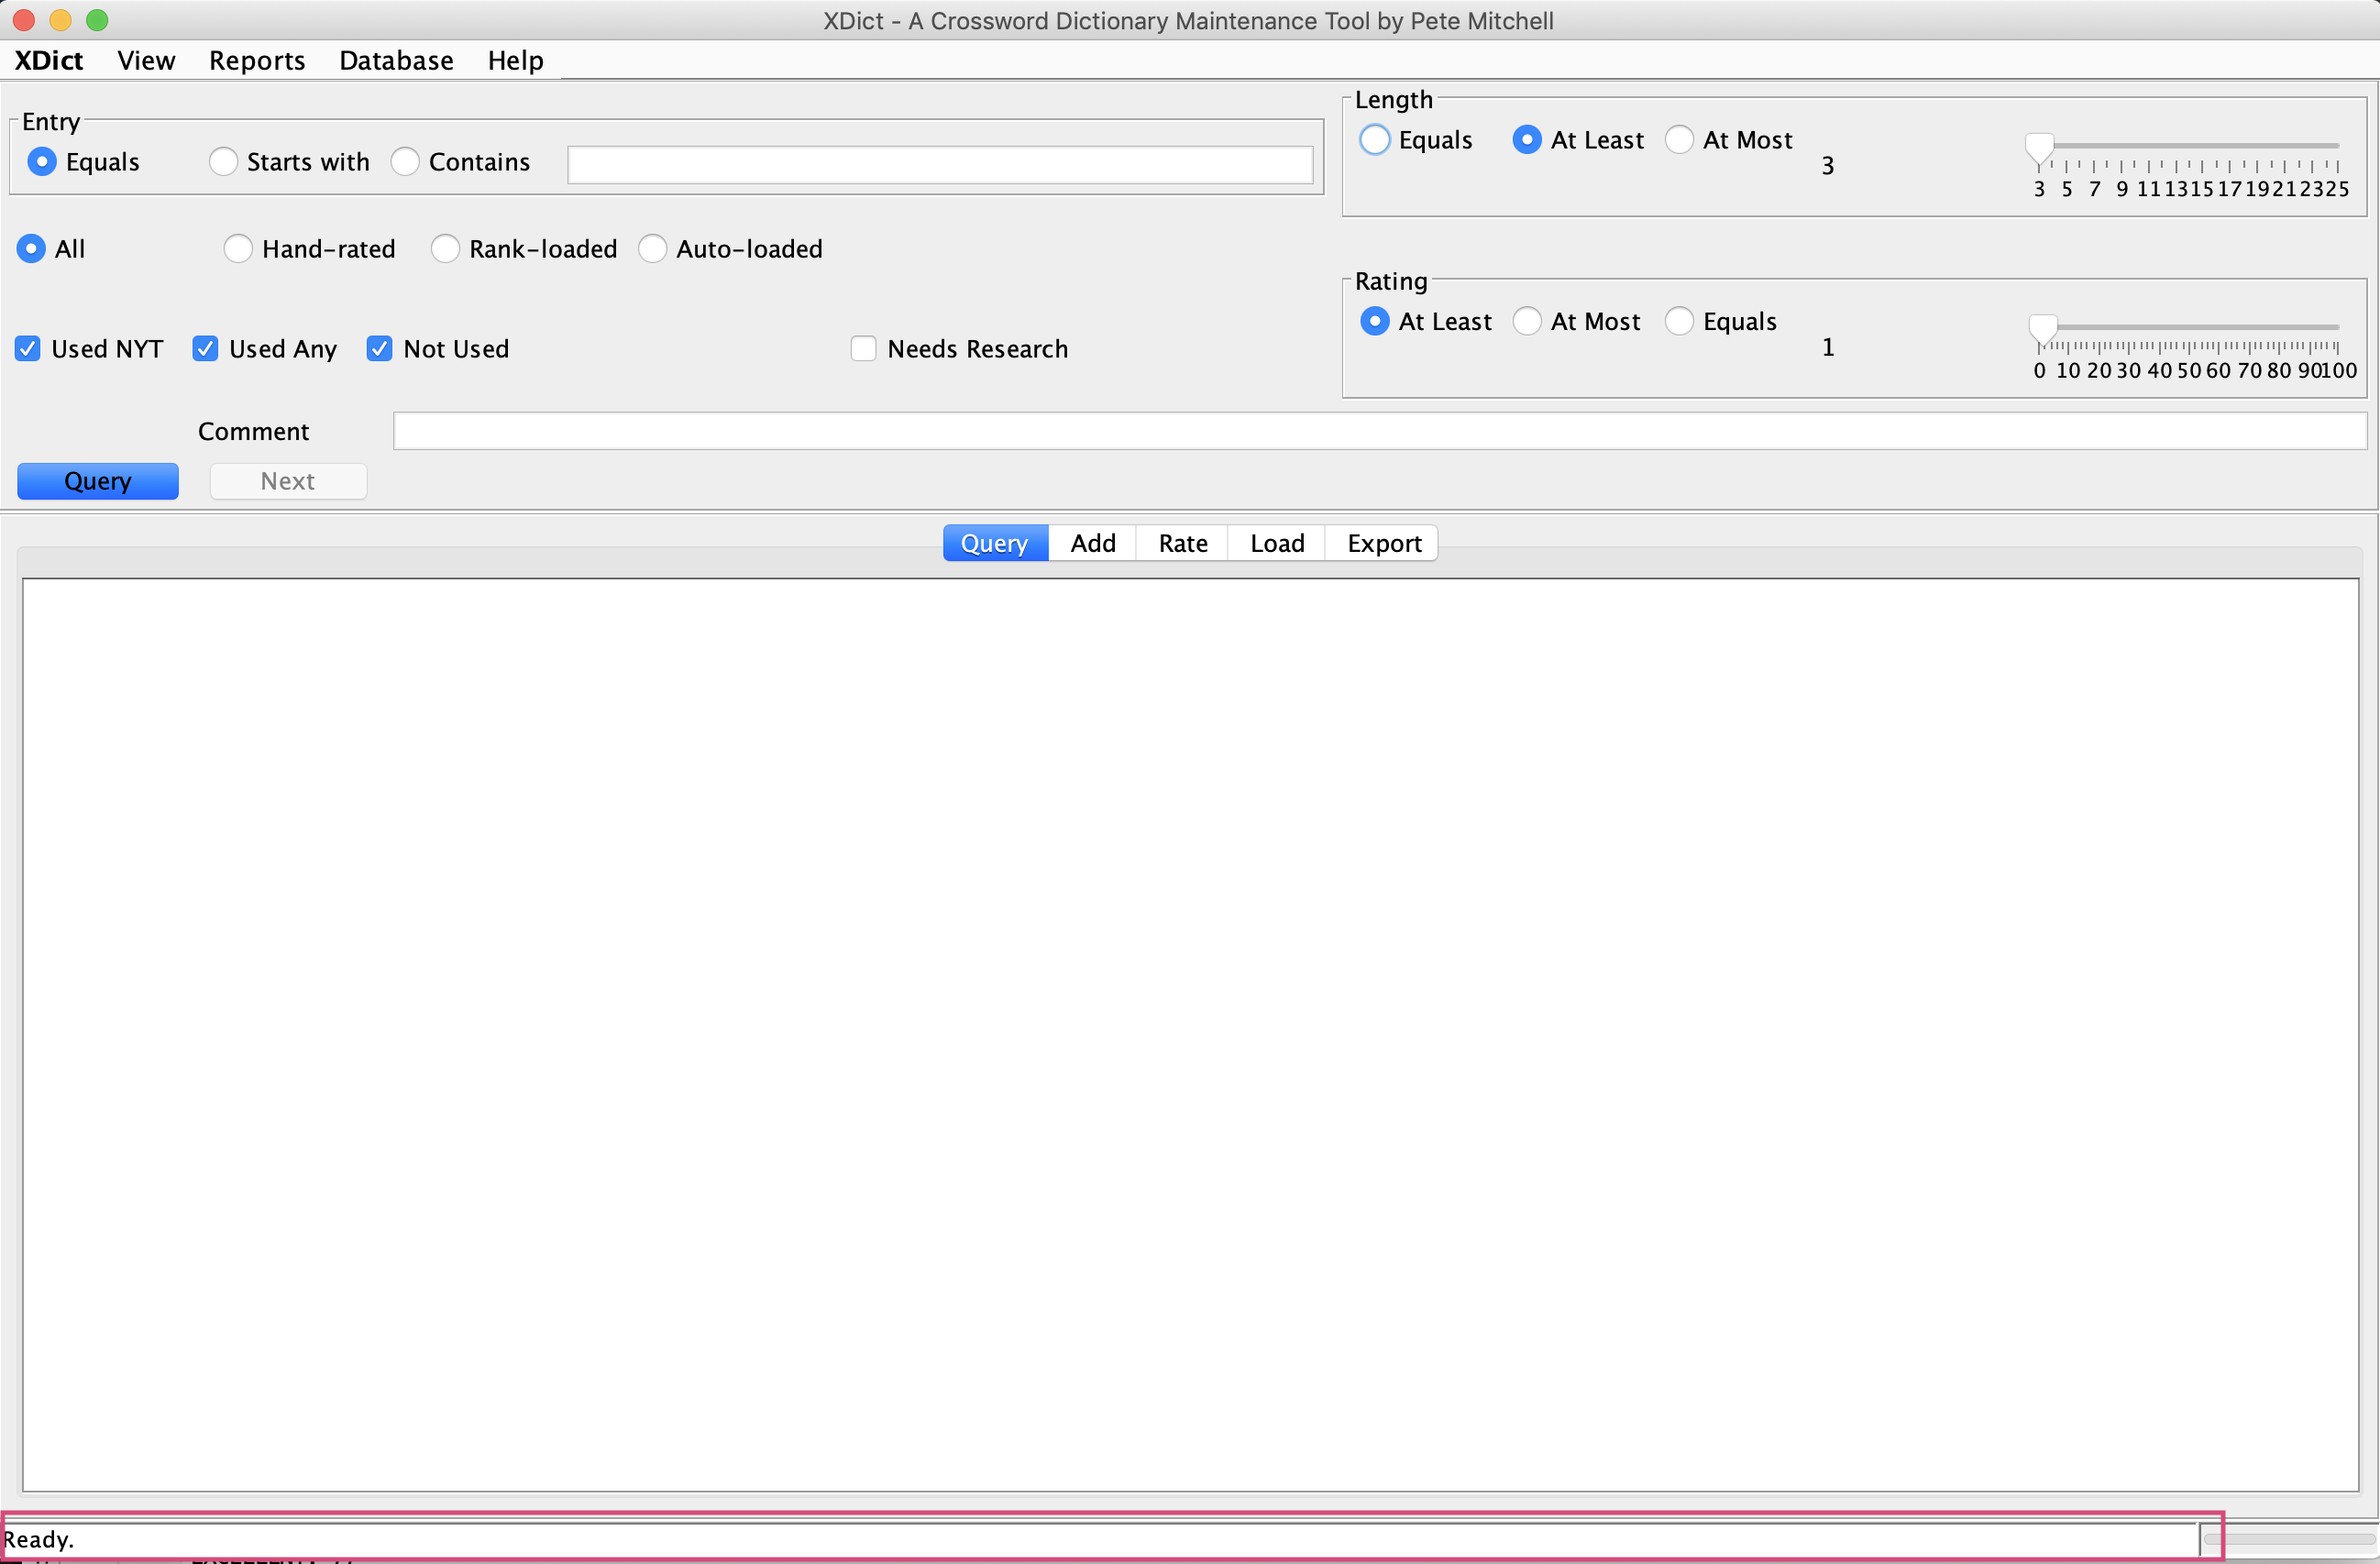 XDict - A Crossword Dictionary Maintenance Tool by Pete Mitchell
XDict View Reports Database Help
Entry
Equals Starts with Contains
Length
Equals At Least At Most
3
3 5 7 9 11 13 15 17 19 21 23 25
All Hand-rated Rank-loaded Auto-loaded
Rating
At Least At Most Equals
1
0 10 20 30 40 50 60 70 80 90 100
Used NYT Used Any Not Used Needs Research
Comment
Query Next
Query Add Rate Load Export
Ready.